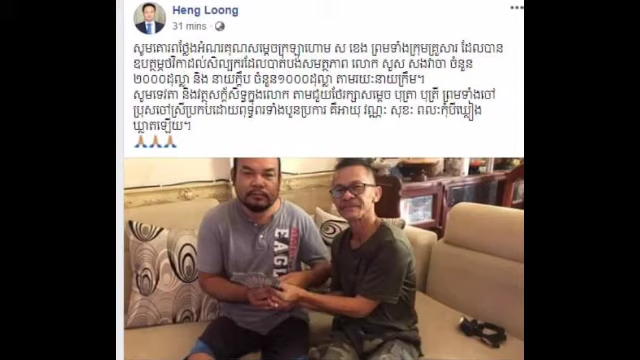 Heng Loong
31 mins
សូមគោរពថ្លែងអំណរគុណសម្តេចក្រឡាហោម ស ខេង ព្រមទាំងក្រុមគ្រួសារ ដែលបាន
ឧបត្ថម្ភថវិកាដល់សិល្បករដែលបាត់បង់សមត្ថភាព លោក សួស សងវាចា ចំនួន
២០០០ដុល្លា និង នាយក្អឹប ចំនួន១០០០ដុល្លា តាមរយៈនាយក្រឹម។
សូមទេវតា និងវត្ថុសក្តិសិទ្ធក្នុងលោក តាមជួយថែរក្សាសម្តេច បុត្រា បុត្រី ព្រមទាំងចៅ
ប្រុសចៅស្រីប្រកបដោយពុទ្ធពរទាំងបួនប្រការ គឺអាយុ វណ្ណៈ សុខៈ ពលៈកុំបីឃ្លៀង
ឃ្លាតឡើយ។
EAGLE